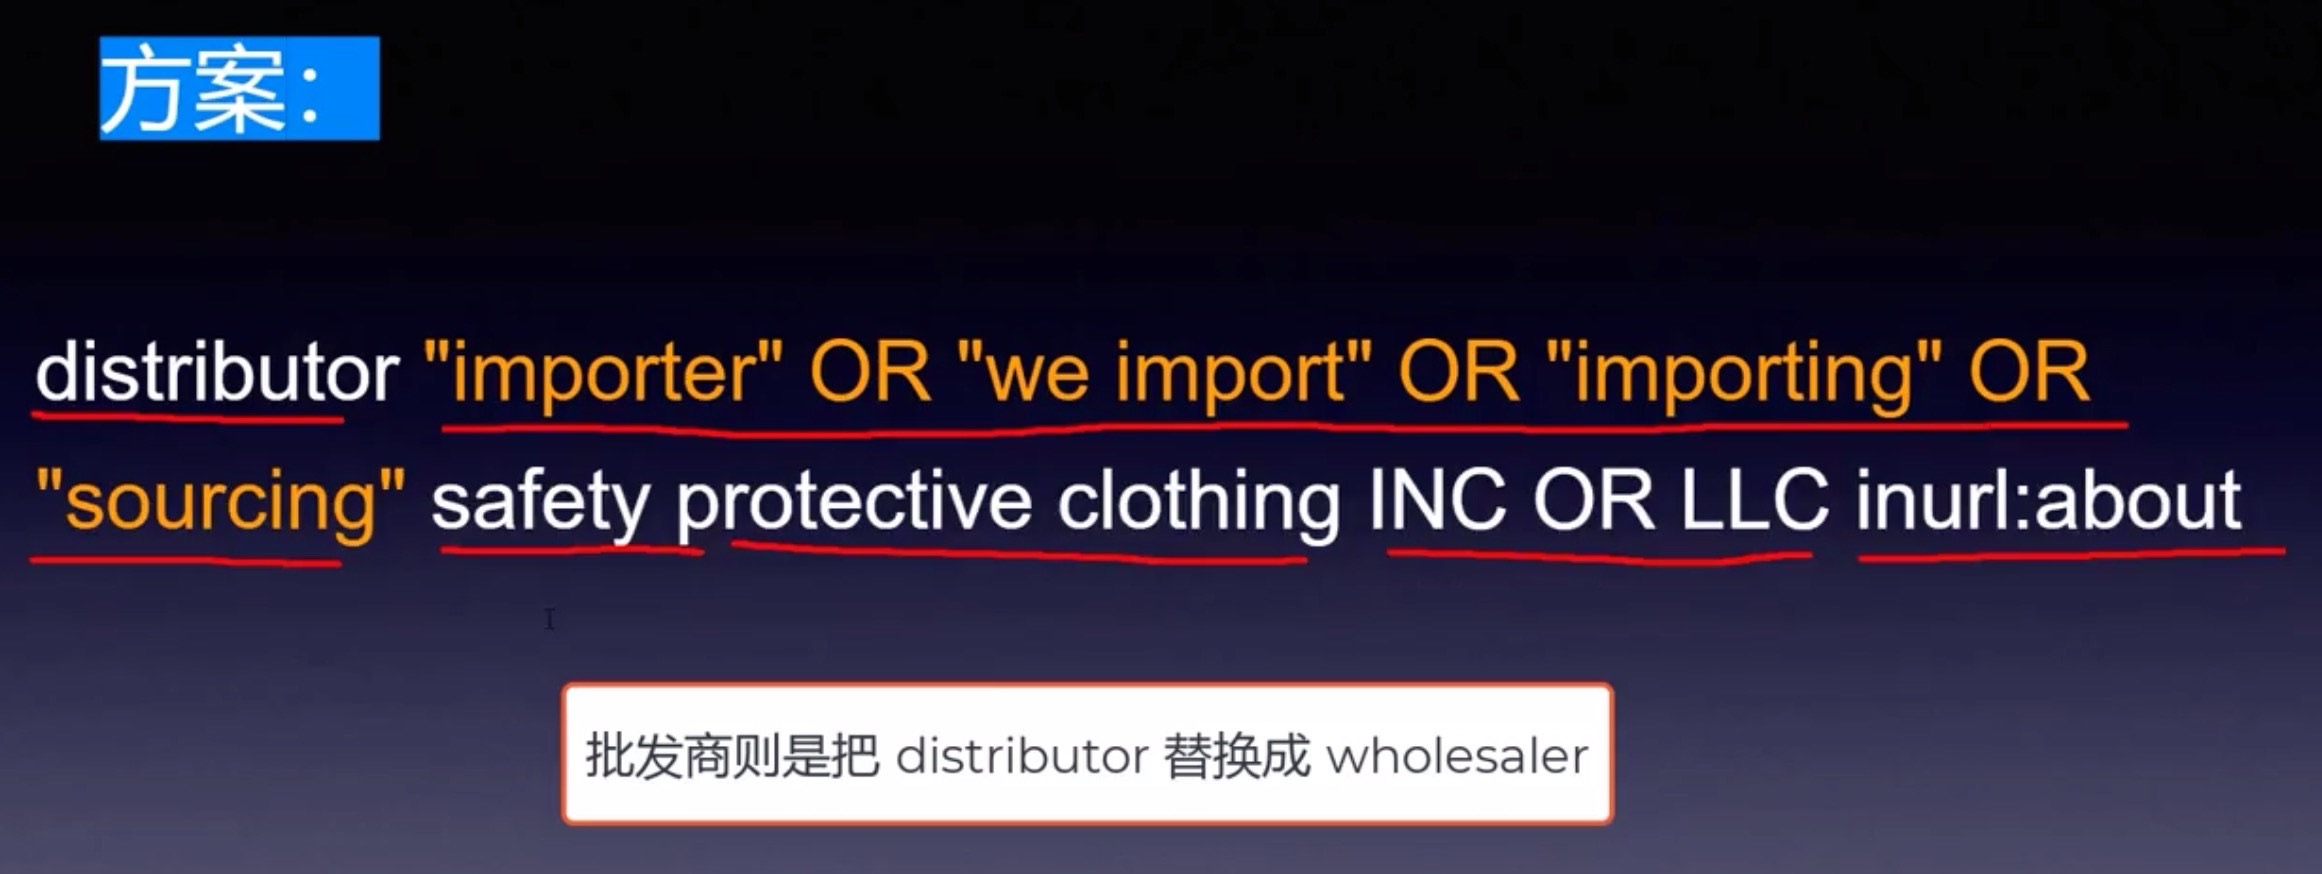 方案：
distributor "importer" OR "we import" OR "importing" OR
"sourcing" safety protective clothing INC OR LLC inurl:about
批发商则是把 distributor 替换成 wholesaler